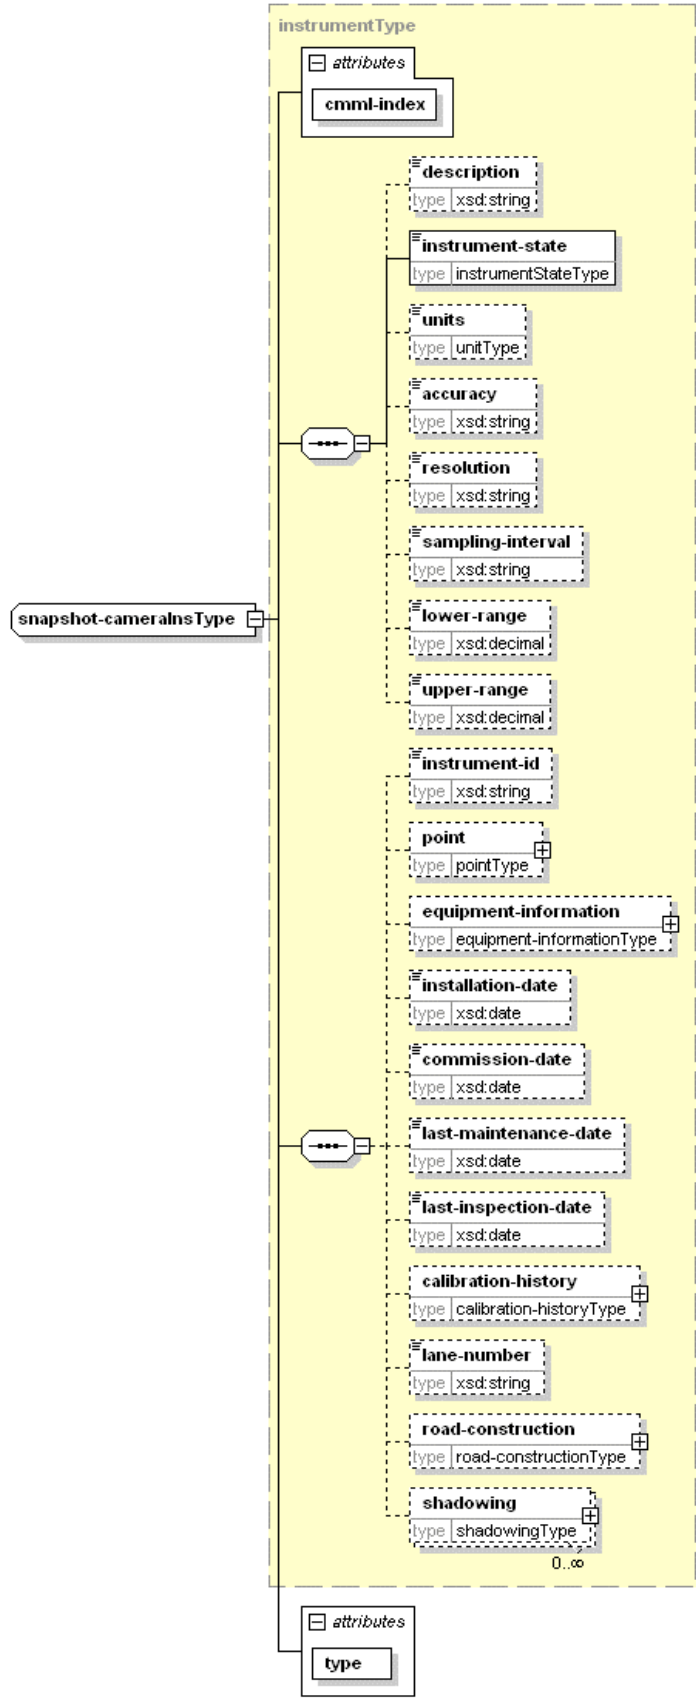 instrumentType
attributes
cmml-index
description
type xsd:string
instrument-state
type instrumentStateType
units
type unitType
accuracy
type xsd:string
resolution
type xsd:string
sampling-interval
type xsd:string
snapshot-cameraInsType
lower-range
type xsd:decimal
upper-range
type xsd:decimal
instrument-id
type xsd:string
point
type pointType
equipment-information
type equipment-informationType
installation-date
type xsd:date
commission-date
type xsd:date
last-maintenance-date
type xsd:date
last-inspection-date
type xsd:date
calibration-history
type calibration-historyType
lane-number
type xsd:string
road-construction
type road-constructionType
shadowing
type shadowingType
0..∞
attributes
type